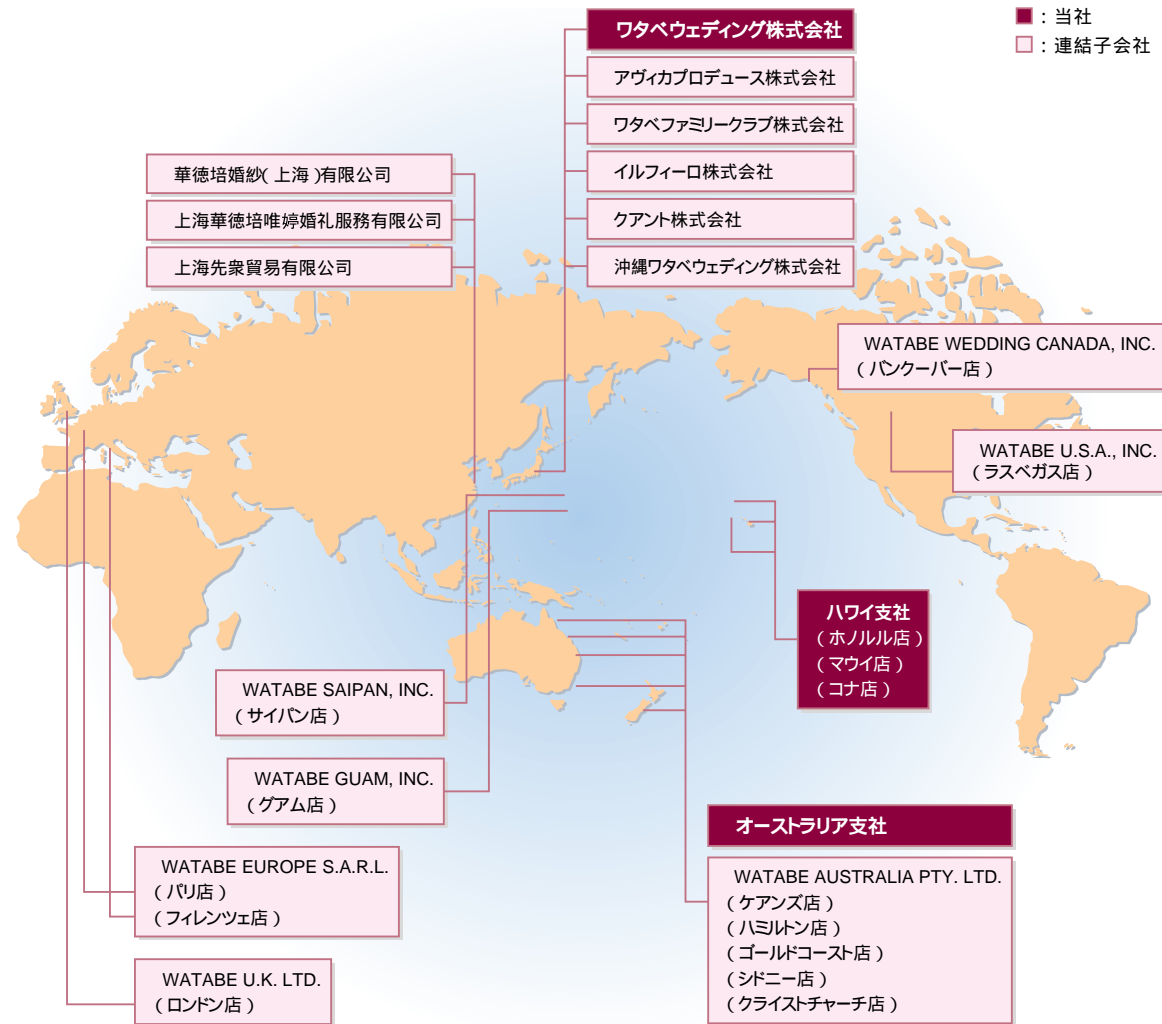 ■：当社
□：連結子会社
ワタベウェディング株式会社
アヴィカプロデュース株式会社
ワタベファミリークラブ株式会社
イルフィーロ株式会社
クアント株式会社
沖縄ワタベウェディング株式会社
華徳培婚紗(上海)有限公司
上海華徳培唯婷婚礼服務有限公司
上海先衆貿易有限公司
WATABE WEDDING CANADA, INC.
(バンクーバー店)
WATABE U.S.A., INC.
(ラスベガス店)
ハワイ支社
(ホノルル店)
(マウイ店)
(コナ店)
WATABE SAIPAN, INC.
(サイパン店)
WATABE GUAM, INC.
(グアム店)
オーストラリア支社
WATABE AUSTRALIA PTY. LTD.
(ケアンズ店)
(ハミルトン店)
(ゴールドコースト店)
(シドニー店)
(クライストチャーチ店)
WATABE EUROPE S.A.R.L.
(パリ店)
(フィレンツェ店)
WATABE U.K. LTD.
(ロンドン店)